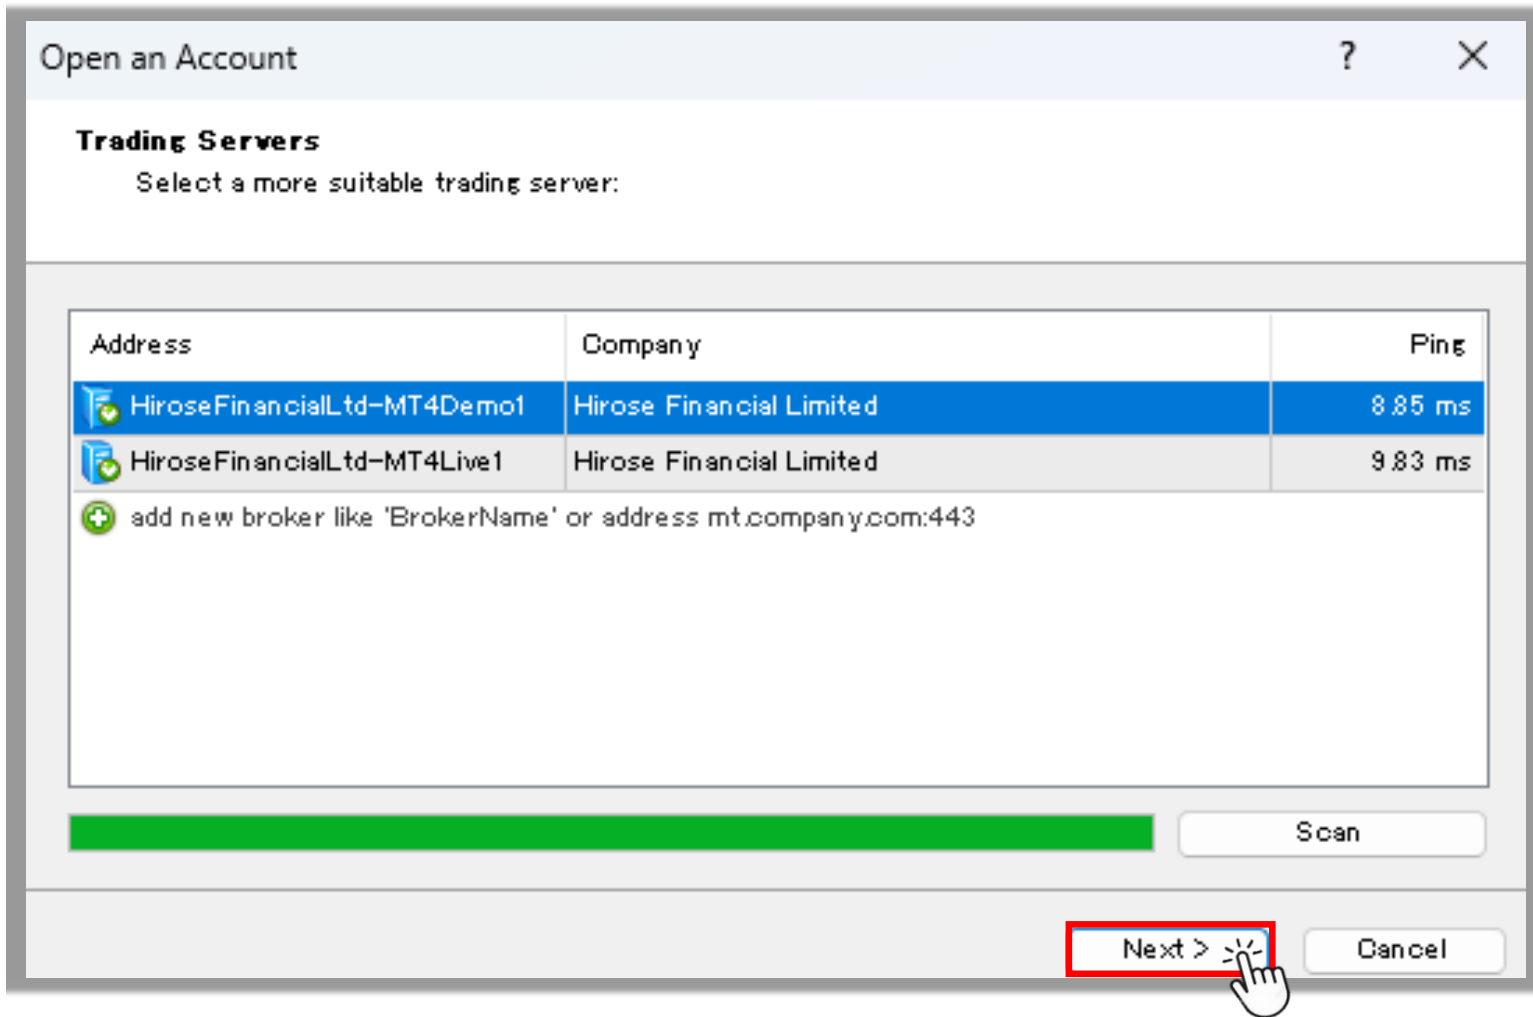 Open an Account
?
Trading Servers
Select a more suitable trading server:
Address Company Ping
HiroseFinancialLtd-MT4Demo1 Hirose Financial Limited 8.85 ms
HiroseFinancialLtd-MT4Live1 Hirose Financial Limited 9.83 ms
add new broker like 'BrokerName' or address mt.company.com:443
Scan
Next > Cancel